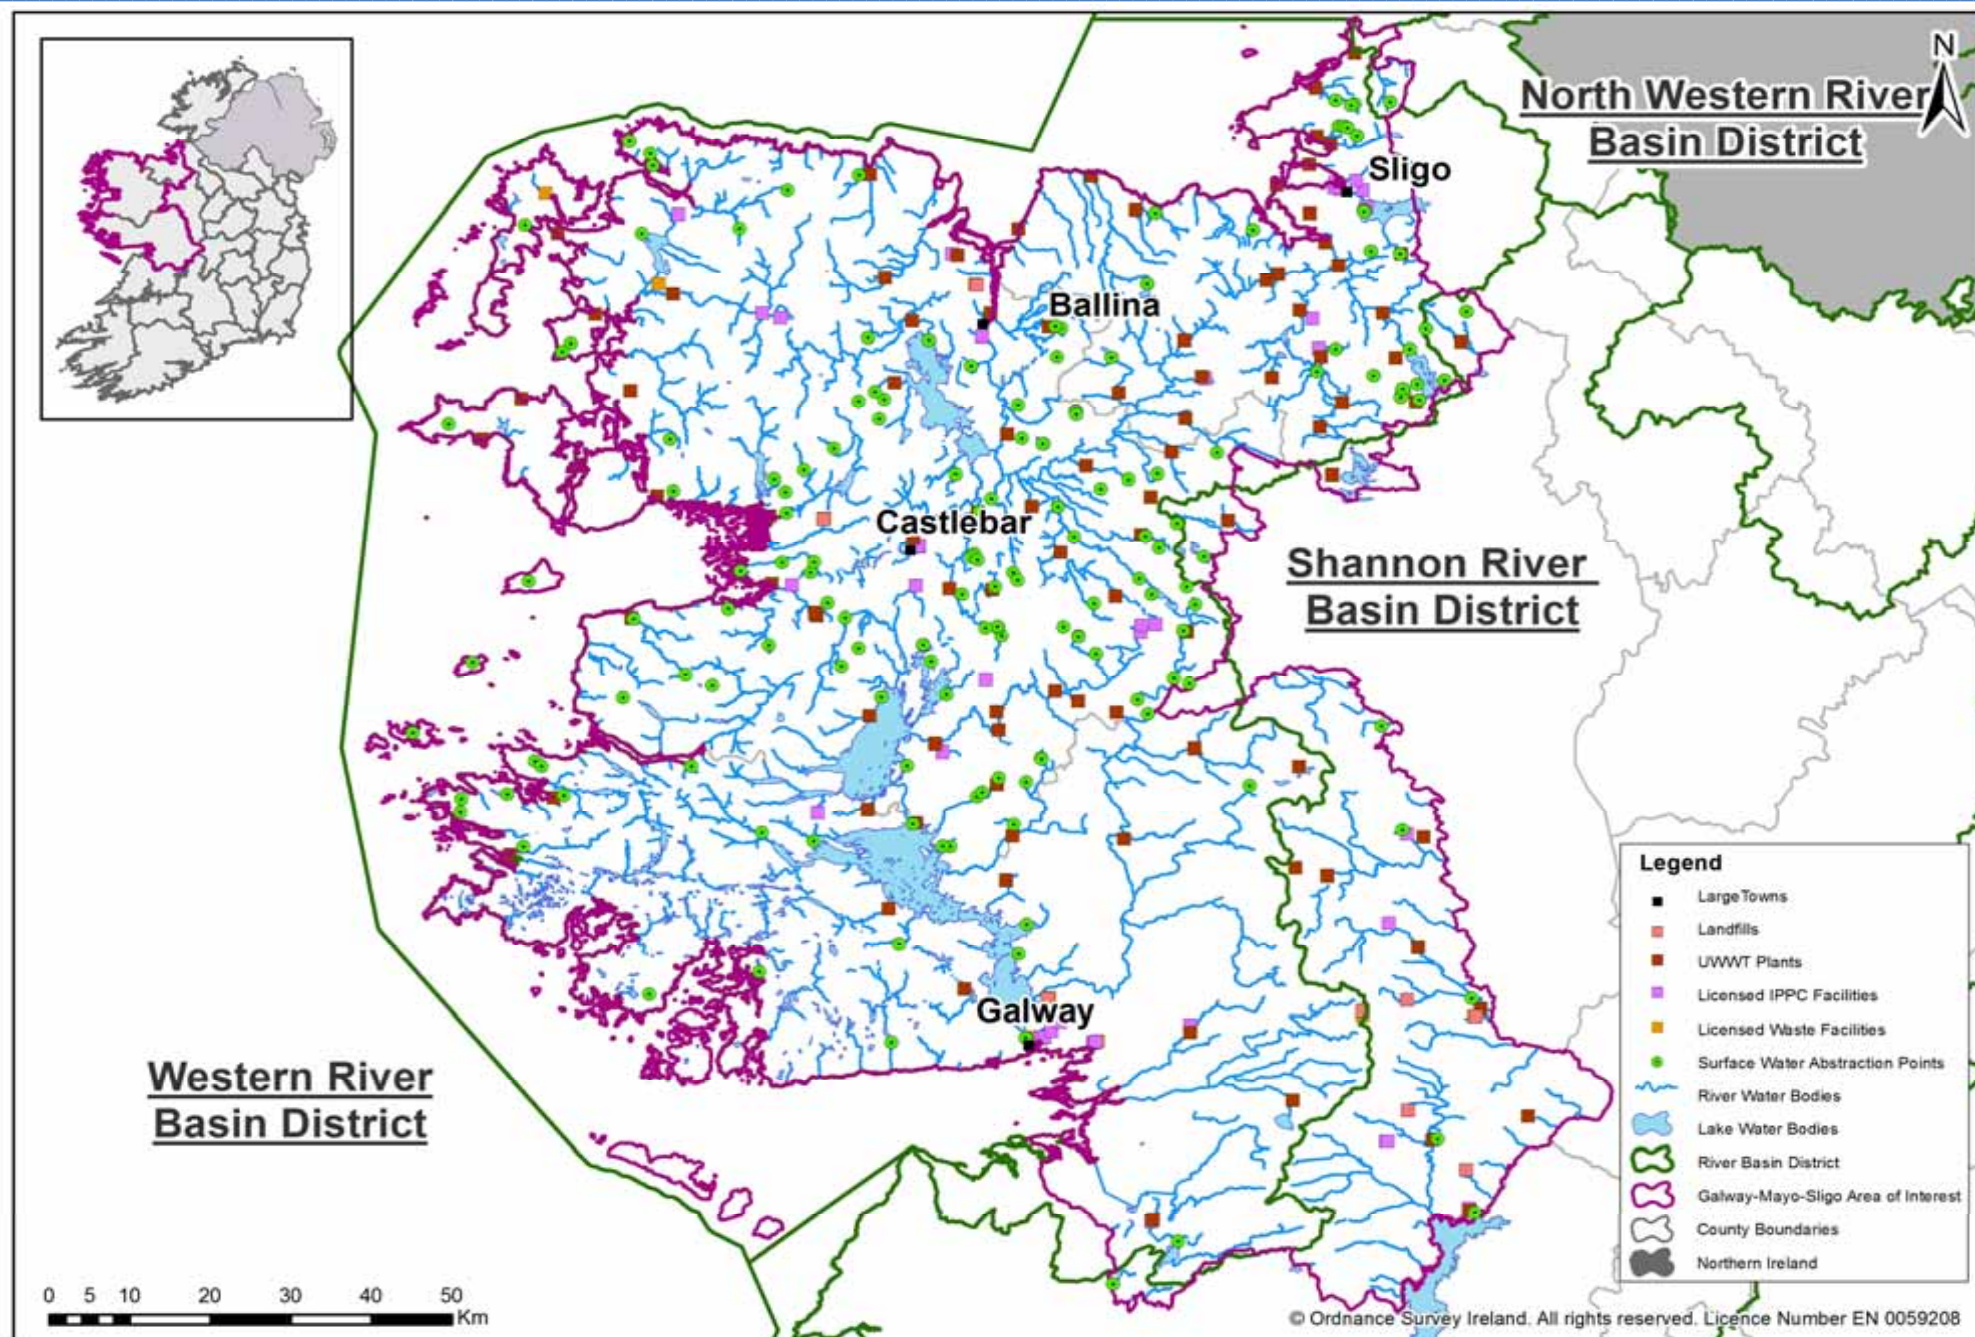 N
North Western River
Basin District
Sligo
Ballina
Castlebar
Shannon River
Basin District
Galway
Western River
Basin District
Legend
Large Towns
Landfills
UWWT Plants
Licensed IPPC Facilities
Licensed Waste Facilities
Surface Water Abstraction Points
River Water Bodies
Lake Water Bodies
River Basin District
Galway-Mayo-Sligo Area of Interest
County Boundaries
Northern Ireland
0 5 10 20 30 40 50
Km
© Ordnance Survey Ireland. All rights reserved. Licence Number EN 0059208